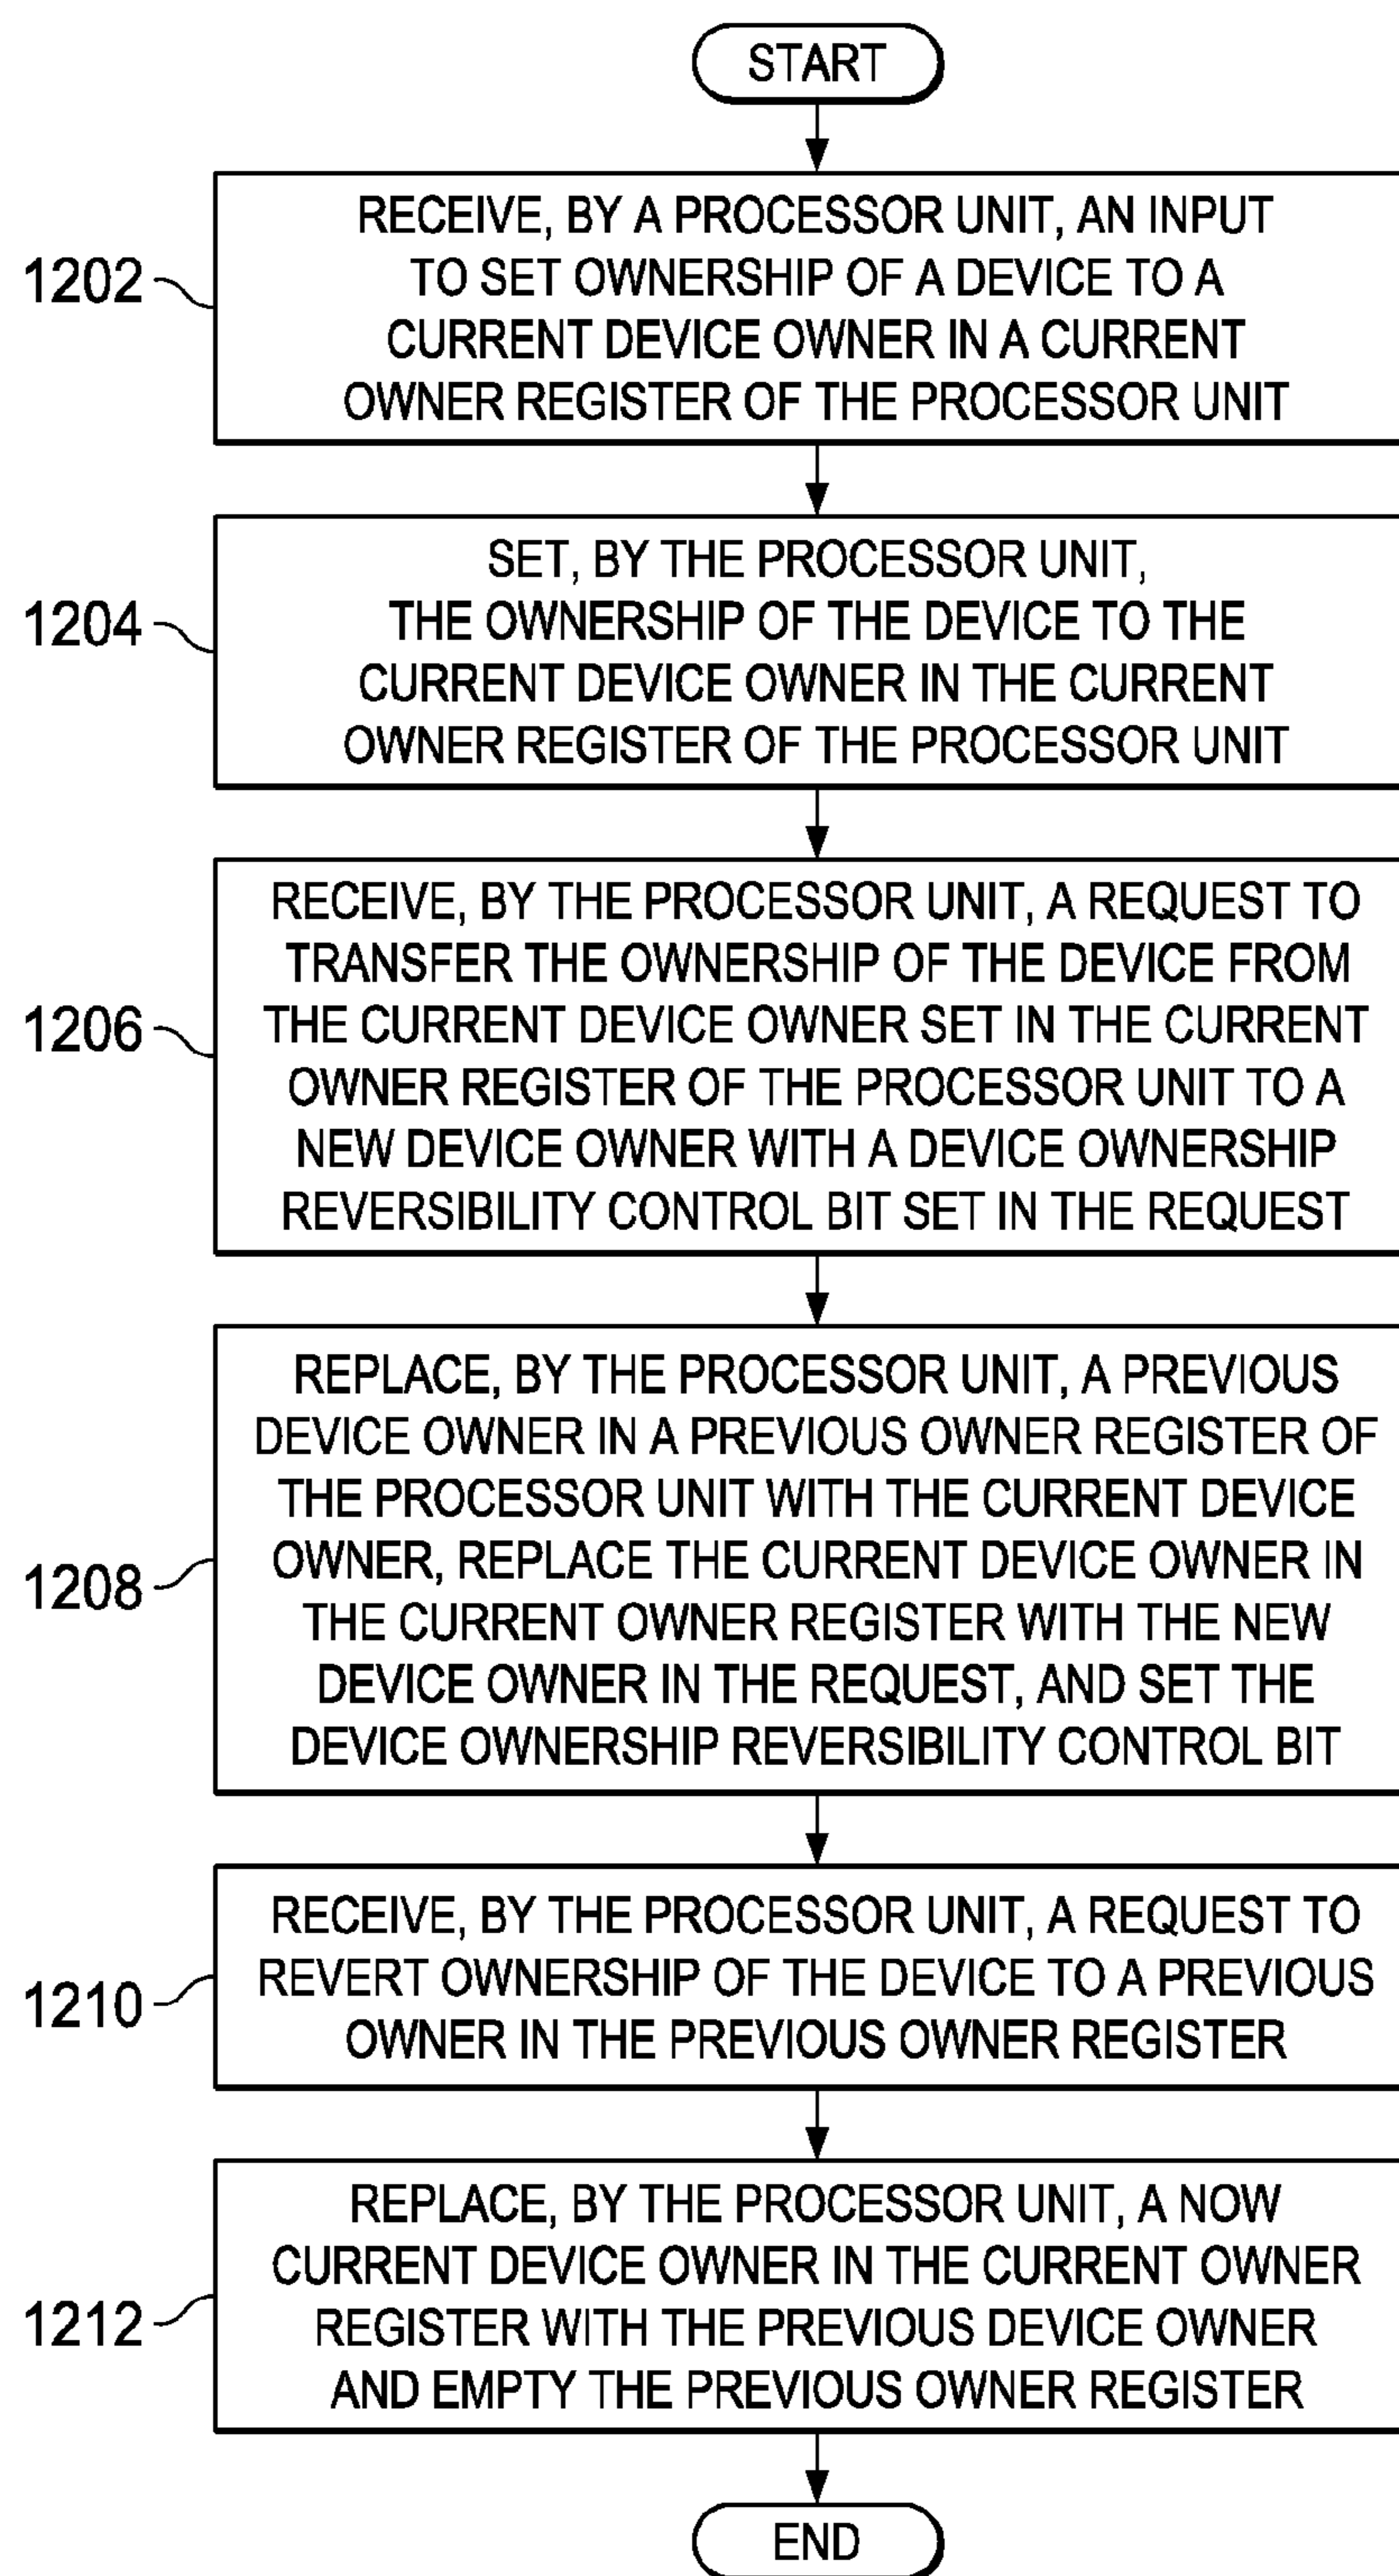 START
1202
RECEIVE, BY A PROCESSOR UNIT, AN INPUT
TO SET OWNERSHIP OF A DEVICE TO A
CURRENT DEVICE OWNER IN A CURRENT
OWNER REGISTER OF THE PROCESSOR UNIT
1204
SET, BY THE PROCESSOR UNIT,
THE OWNERSHIP OF THE DEVICE TO THE
CURRENT DEVICE OWNER IN THE CURRENT
OWNER REGISTER OF THE PROCESSOR UNIT
1206
RECEIVE, BY THE PROCESSOR UNIT, A REQUEST TO
TRANSFER THE OWNERSHIP OF THE DEVICE FROM
THE CURRENT DEVICE OWNER SET IN THE CURRENT
OWNER REGISTER OF THE PROCESSOR UNIT TO A
NEW DEVICE OWNER WITH A DEVICE OWNERSHIP
REVERSIBILITY CONTROL BIT SET IN THE REQUEST
1208
REPLACE, BY THE PROCESSOR UNIT, A PREVIOUS
DEVICE OWNER IN A PREVIOUS OWNER REGISTER OF
THE PROCESSOR UNIT WITH THE CURRENT DEVICE
OWNER, REPLACE THE CURRENT DEVICE OWNER IN
THE CURRENT OWNER REGISTER WITH THE NEW
DEVICE OWNER IN THE REQUEST, AND SET THE
DEVICE OWNERSHIP REVERSIBILITY CONTROL BIT
1210
RECEIVE, BY THE PROCESSOR UNIT, A REQUEST TO
REVERT OWNERSHIP OF THE DEVICE TO A PREVIOUS
OWNER IN THE PREVIOUS OWNER REGISTER
1212
REPLACE, BY THE PROCESSOR UNIT, A NOW
CURRENT DEVICE OWNER IN THE CURRENT OWNER
REGISTER WITH THE PREVIOUS DEVICE OWNER
AND EMPTY THE PREVIOUS OWNER REGISTER
END